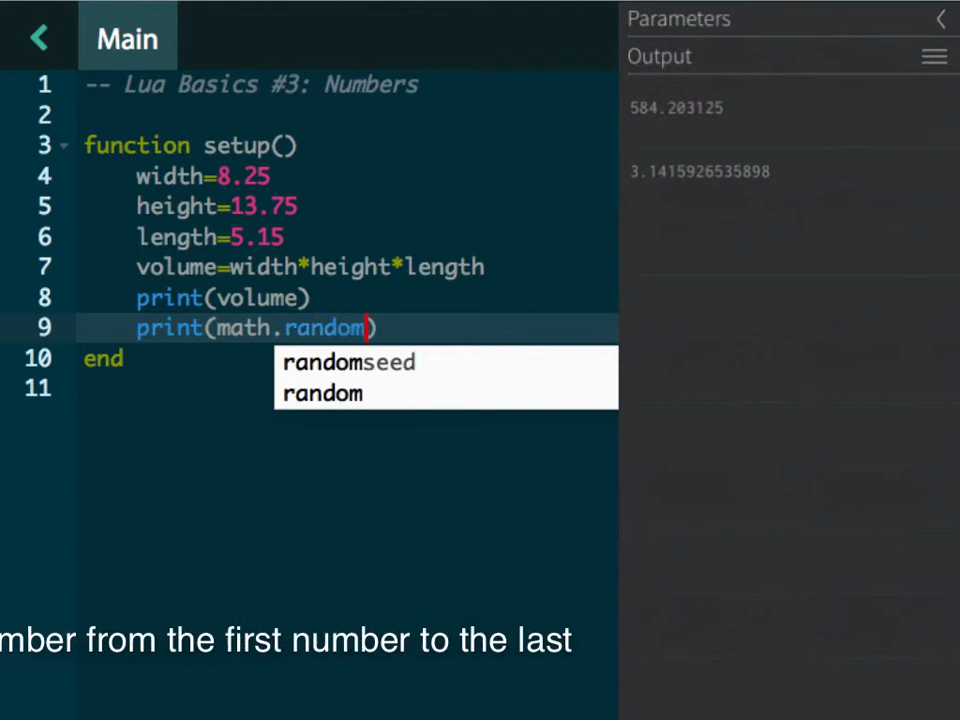 Main
Parameters
Output
1 -- Lua Basics #3: Numbers
2
3 function setup()
4 width=8.25
5 height=13.75
6 length=5.15
7 volume=width*height*length
8 print(volume)
9 print(math.random)
10 end
11
randomseed
random
584.203125
3.1415926535898
mber from the first number to the last